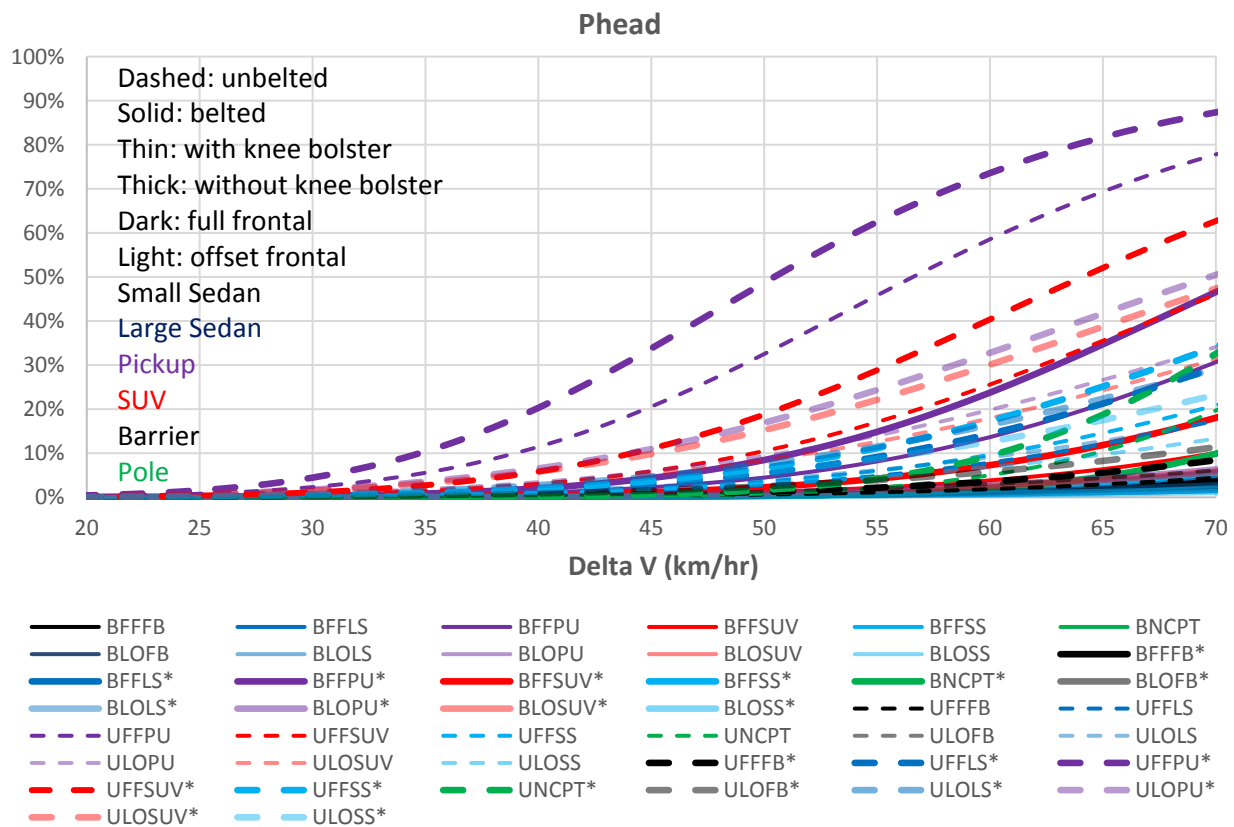 Phead
100%
90%
80%
70%
60%
50%
40%
30%
20%
10%
0%
Dashed: unbelted
Solid: belted
Thin: with knee bolster
Thick: without knee bolster
Dark: full frontal
Light: offset frontal
Small Sedan
Large Sedan
Pickup
SUV
Barrier
Pole
20 25 30 35 40 45 50 55 60 65 70
Delta V (km/hr)
BFFFB BFFLS BFFPU BFFSUV BFFSS BNCPT
BLOFB BLOLS BLOPU BLOSUV BLOSS BFFFB*
BFFLS* BFFPU* BFFSUV* BFFSS* BNCPT* BLOFB*
BLOLS* BLOPU* BLOSUV* BLOSS* UFFFB UFFLS
UFFPU UFFSUV UFFSS UNCPT ULOFB ULOLS
ULOPU ULOSUV ULOSS UFFFB* UFFLS* UFFPU*
UFFSUV* UFFSS* UNCPT* ULOFB* ULOLS* ULOPU*
ULOSUV* ULOSS*